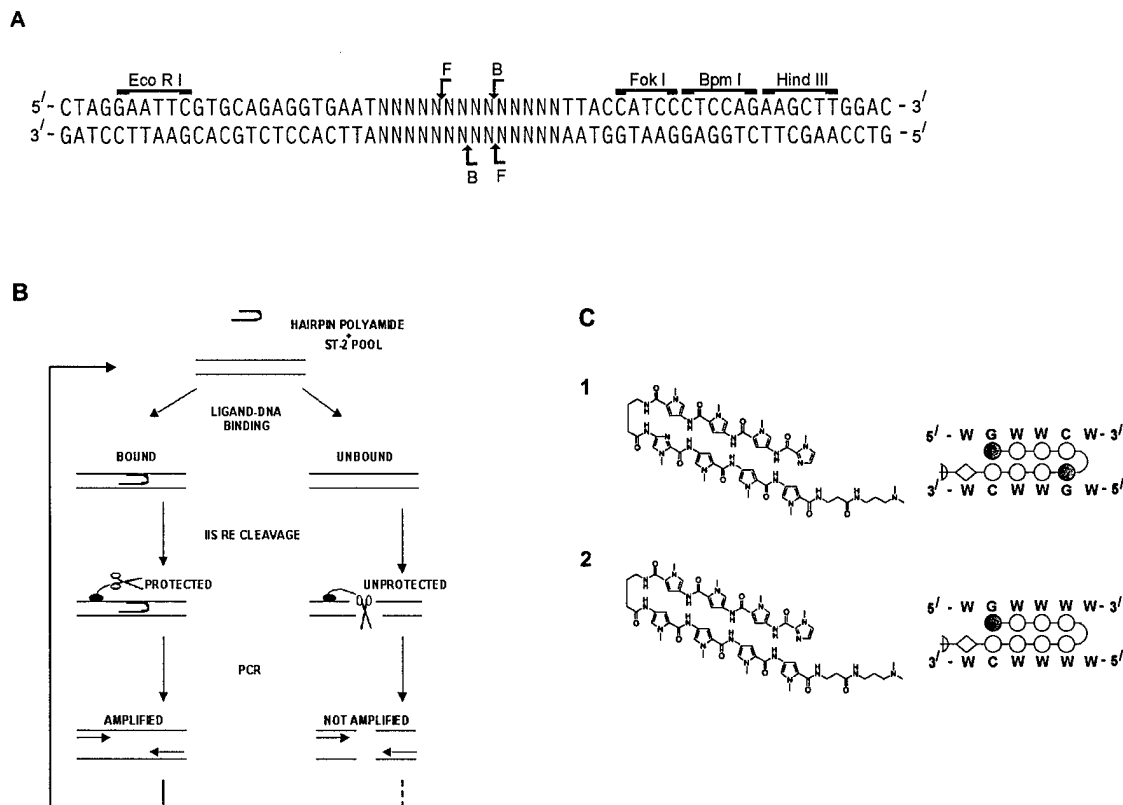 A
F B
Eco R I Fok I Bpm I Hind III
5′- CTAGGAATTCGTGCAGAGGTGAATNNNNNNNNNNNNNNTTACCATCCCTCCAGAAGCTTGGAC - 3′
3′- GATCCTTAAGCACGTCTCCACTTANNNNNNNNNNNNNNAATGGTAAGGAGGTCTTCGAACCTG - 5′
B F
B
HAIRPIN POLYAMIDE
+
ST-2 POOL
LIGAND-DNA
BINDING
BOUND UNBOUND
IIS RE CLEAVAGE
PROTECTED UNPROTECTED
PCR
AMPLIFIED NOT AMPLIFIED
C
1
5′ - W G W W C W - 3′
3′ - W C W W G W - 5′
2
5′ - W G W W W W - 3′
3′ - W C W W W W - 5′